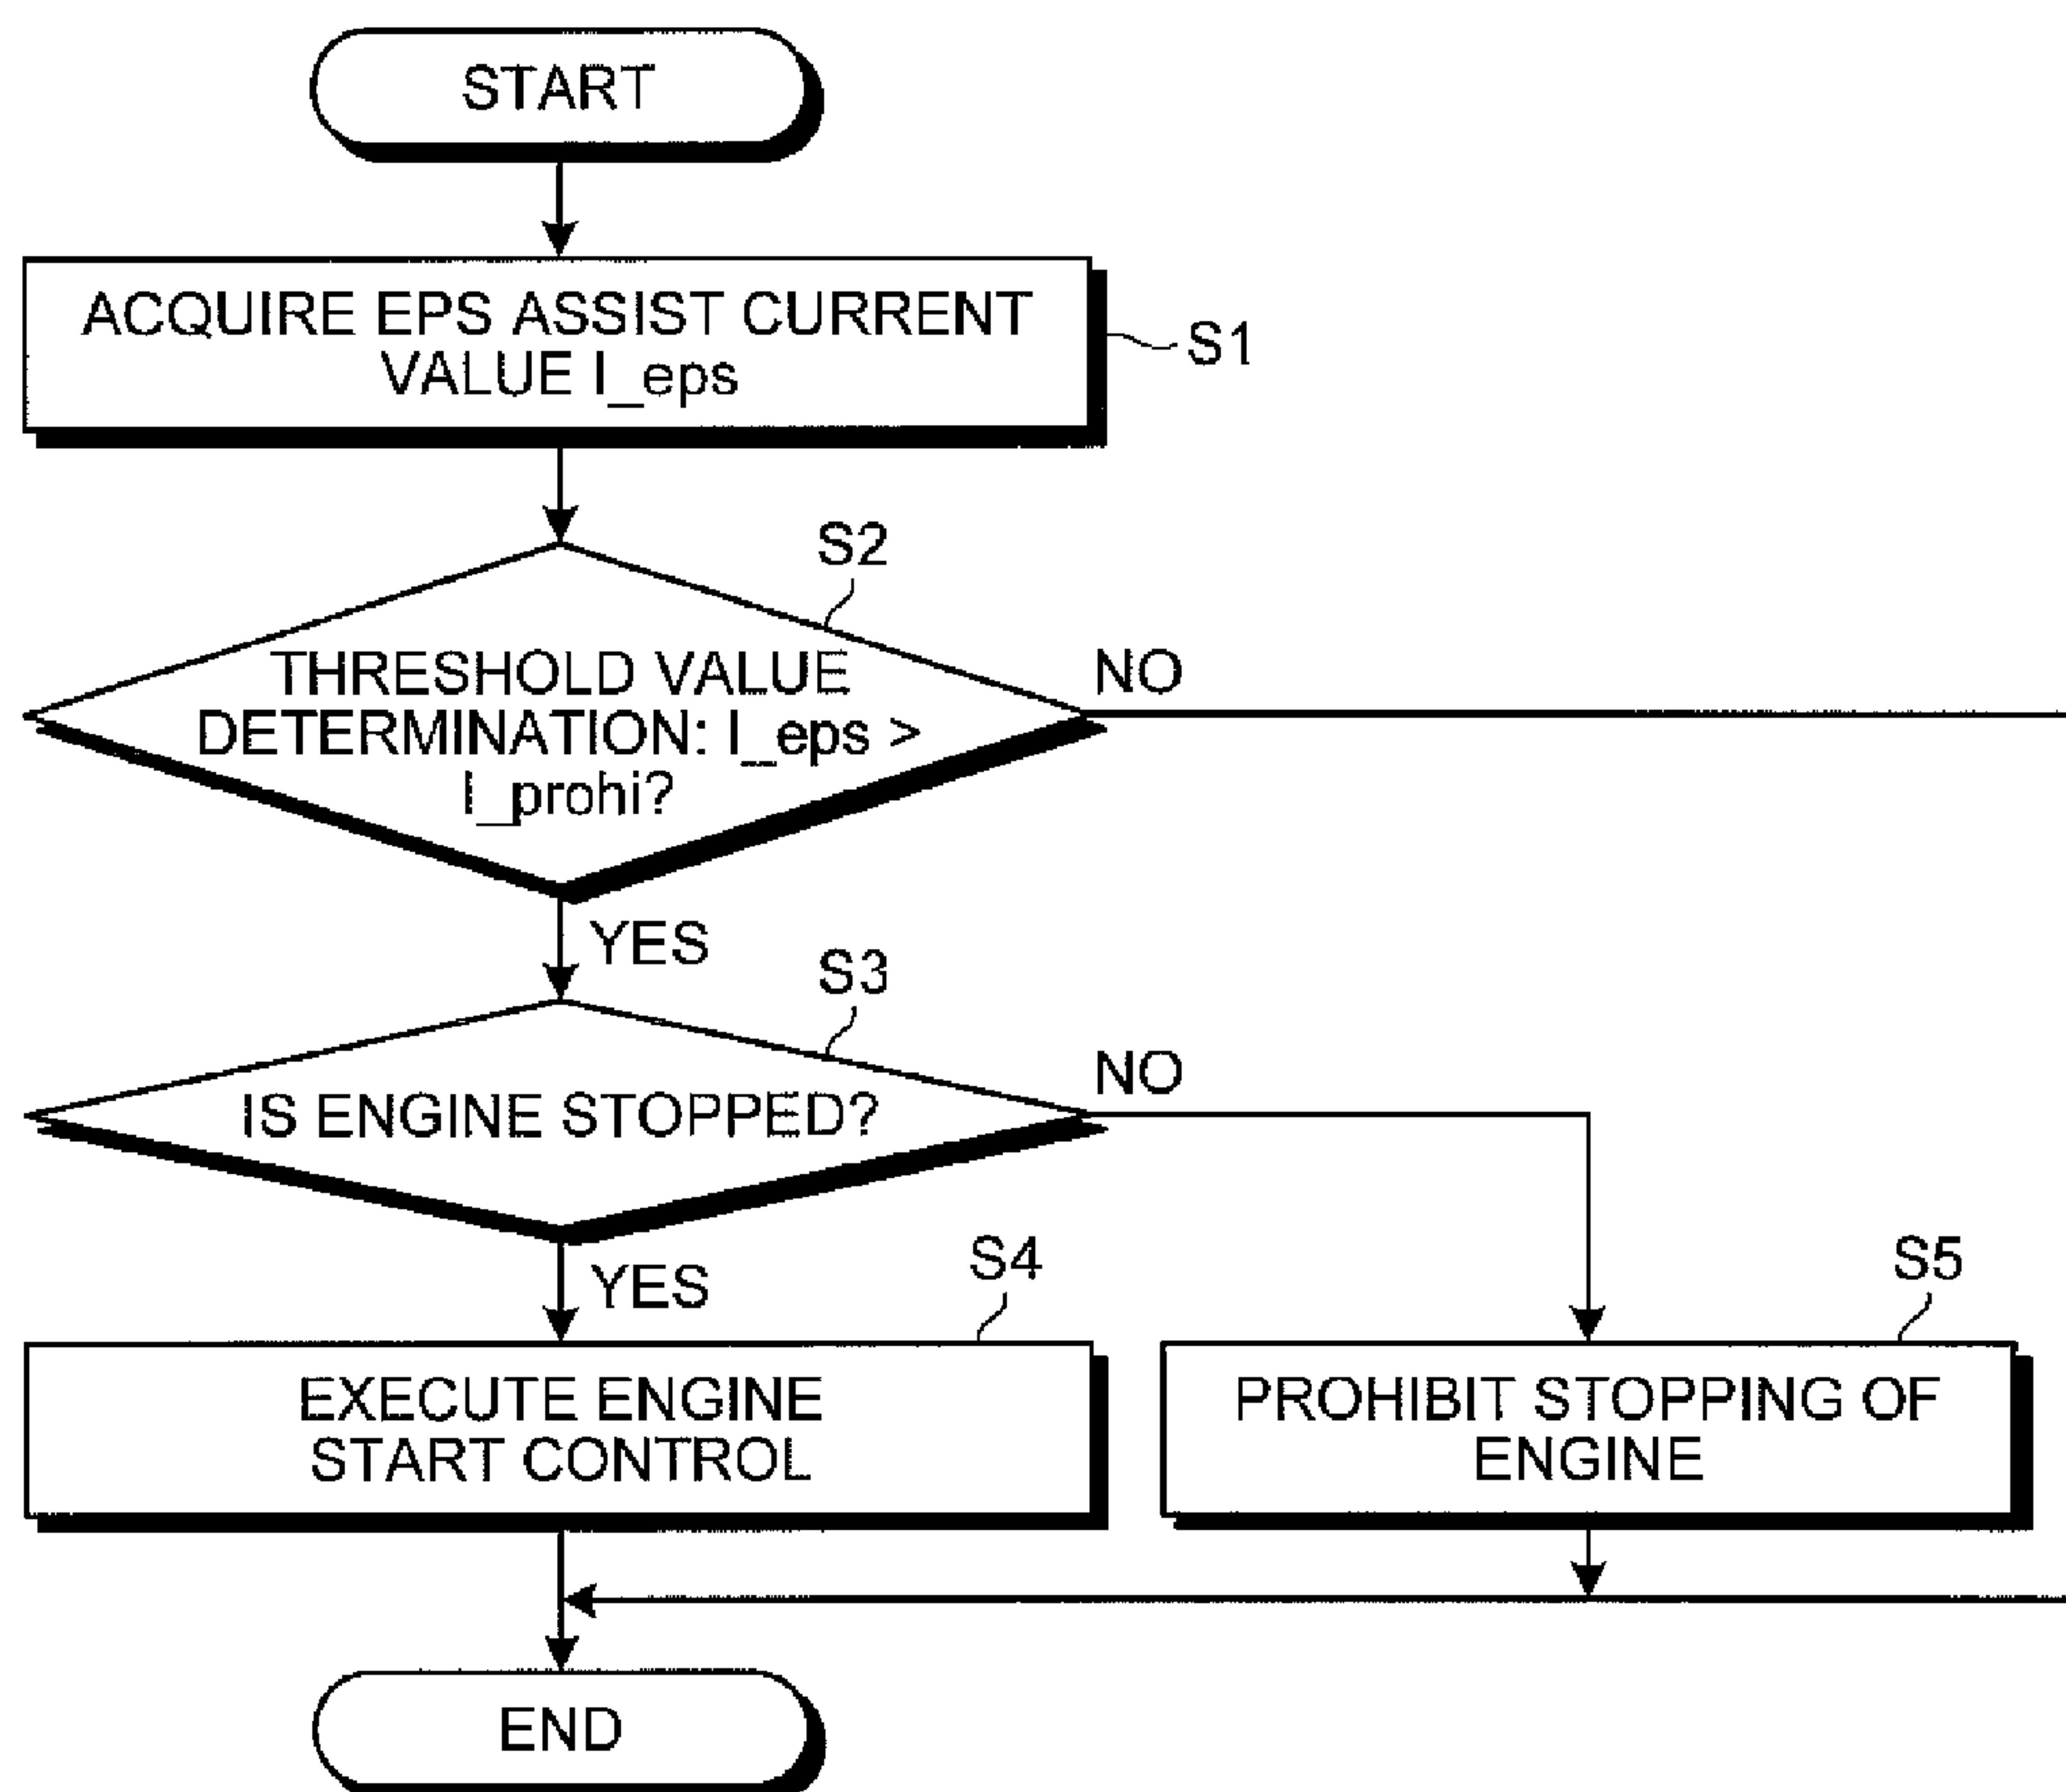 START
ACQUIRE EPS ASSIST CURRENT
VALUE I_eps
S1
S2
THRESHOLD VALUE
DETERMINATION: I_eps >
I_prohi?
NO
YES
S3
IS ENGINE STOPPED?
NO
YES
S4
EXECUTE ENGINE
START CONTROL
S5
PROHIBIT STOPPING OF
ENGINE
END